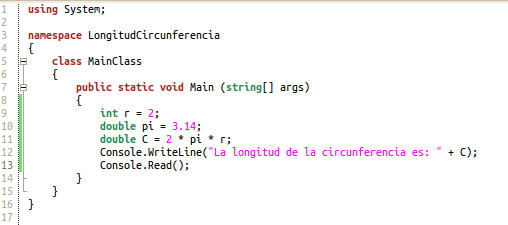 1 using System;
2
3 namespace LongitudCircunferencia
4 {
5 class MainClass
6 {
7 public static void Main (string[] args)
8 {
9 int r = 2;
10 double pi = 3.14;
11 double C = 2 * pi * r;
12 Console.WriteLine("La longitud de la circunferencia es: " + C);
13 Console.Read();
14 }
15 }
16 }
17